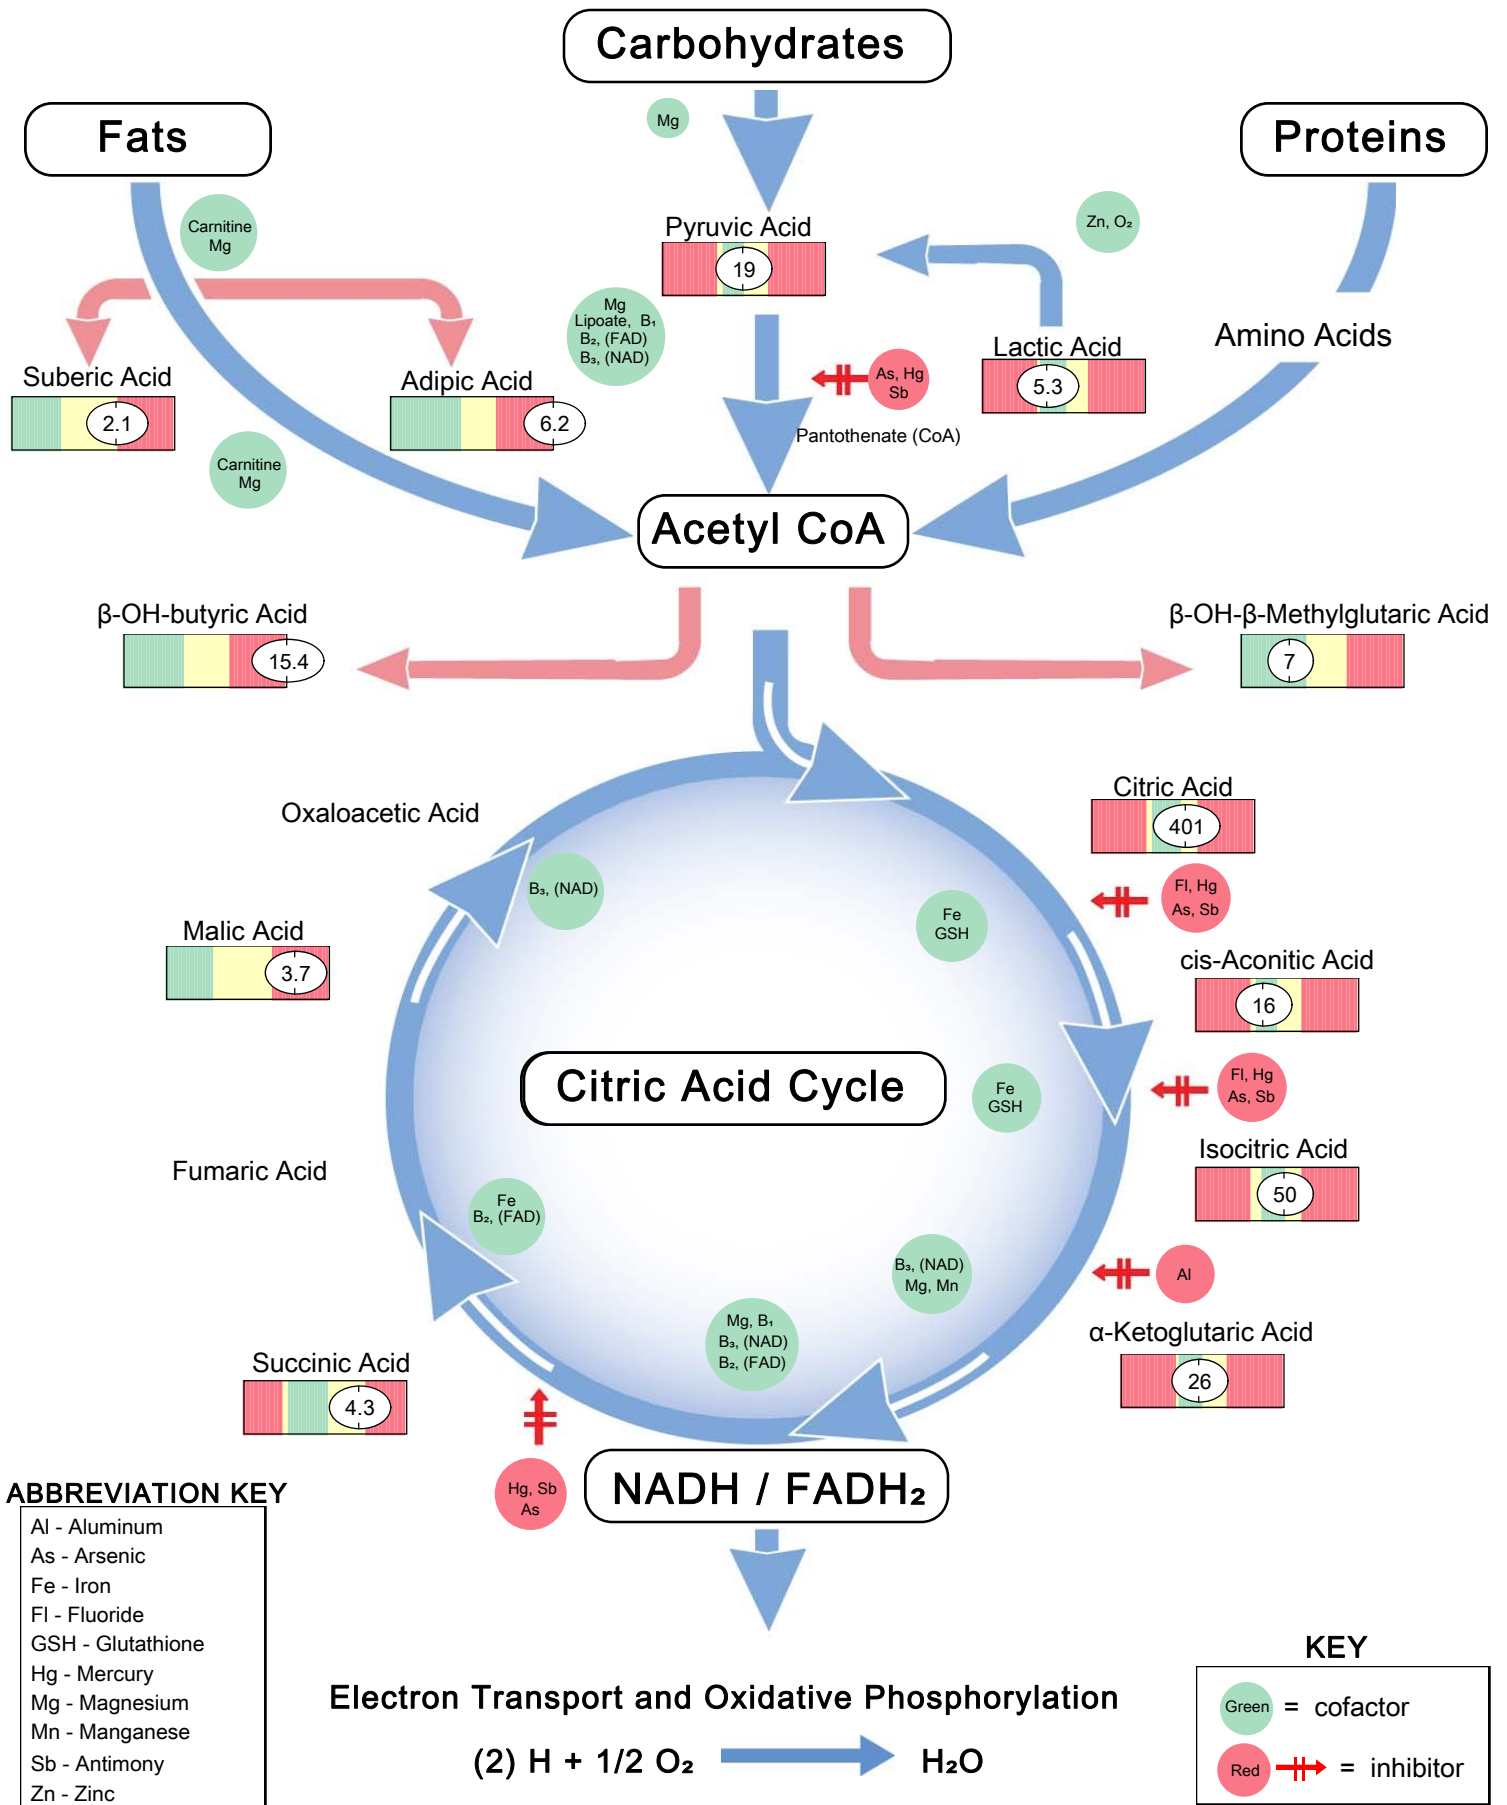 Carbohydrates
Fats
Proteins
Mg
Carnitine
Mg
Zn, O₂
Pyruvic Acid
19
Mg
Lipoate, B₁
B₂, (FAD)
B₃, (NAD)
Lactic Acid
5.3
Amino Acids
As, Hg
Sb
Suberic Acid
2.1
Adipic Acid
6.2
Pantothenate (CoA)
Carnitine
Mg
Acetyl CoA
β-OH-butyric Acid
15.4
β-OH-β-Methylglutaric Acid
7
Oxaloacetic Acid
Citric Acid
401
B₃, (NAD)
Fl, Hg
As, Sb
Fe
GSH
Malic Acid
3.7
cis-Aconitic Acid
16
Citric Acid Cycle
Fe
GSH
Fl, Hg
As, Sb
Isocitric Acid
50
Fumaric Acid
Fe
B₂, (FAD)
B₃, (NAD)
Mg, Mn
Al
Mg, B₁
B₃, (NAD)
B₂, (FAD)
α-Ketoglutaric Acid
26
Succinic Acid
4.3
Hg, Sb
As
NADH / FADH₂
ABBREVIATION KEY
Al - Aluminum
As - Arsenic
Fe - Iron
Fl - Fluoride
GSH - Glutathione
Hg - Mercury
Mg - Magnesium
Mn - Manganese
Sb - Antimony
Zn - Zinc
Electron Transport and Oxidative Phosphorylation
(2) H + 1/2 O₂ H₂O
KEY
Green = cofactor
Red = inhibitor